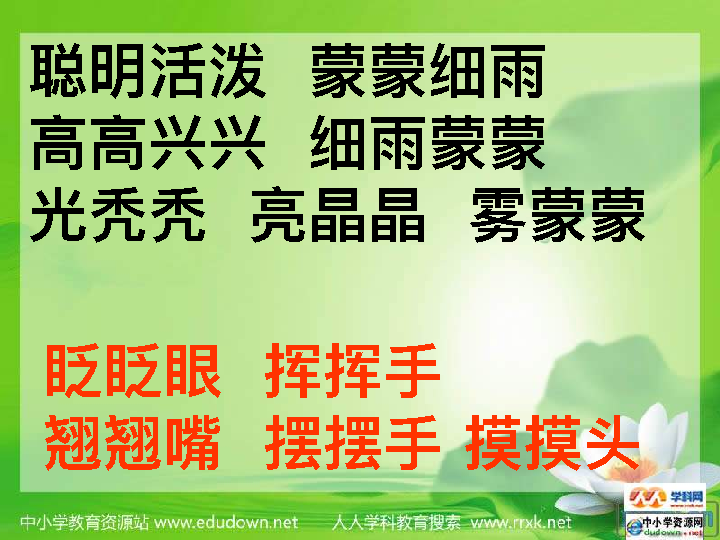 聪明活泼 蒙蒙细雨
高高兴兴 细雨蒙蒙
光秃秃 亮晶晶 雾蒙蒙
眨眨眼 挥挥手
翘翘嘴 摆摆手 摸摸头
学科网
中小学教育资源网
中小学教育资源站 www.edudown.net 人人学科教育搜索 www.rrxk.net